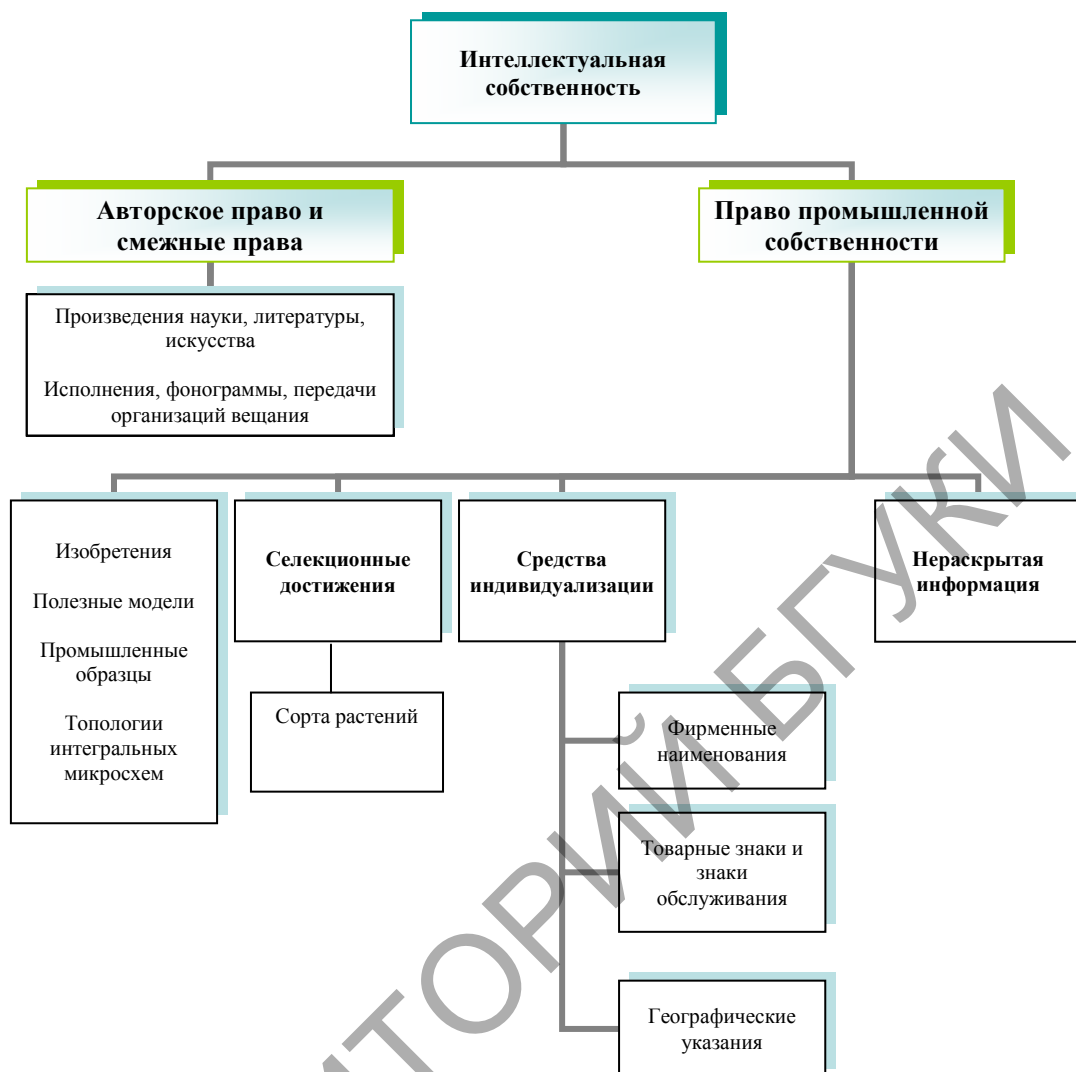 Интеллектуальная
собственность
Авторское право и
смежные права
Право промышленной
собственности
Произведения науки, литературы,
искусства
Исполнения, фонограммы, передачи
организаций вещания
Изобретения
Полезные модели
Промышленные
образцы
Топологии
интегральных
микросхем
Селекционные
достижения
Средства
индивидуализации
Нераскрытая
информация
Сорта растений
Фирменные
наименования
Товарные знаки и
знаки
обслуживания
Географические
указания
ИТОРИЙ БГУКИ